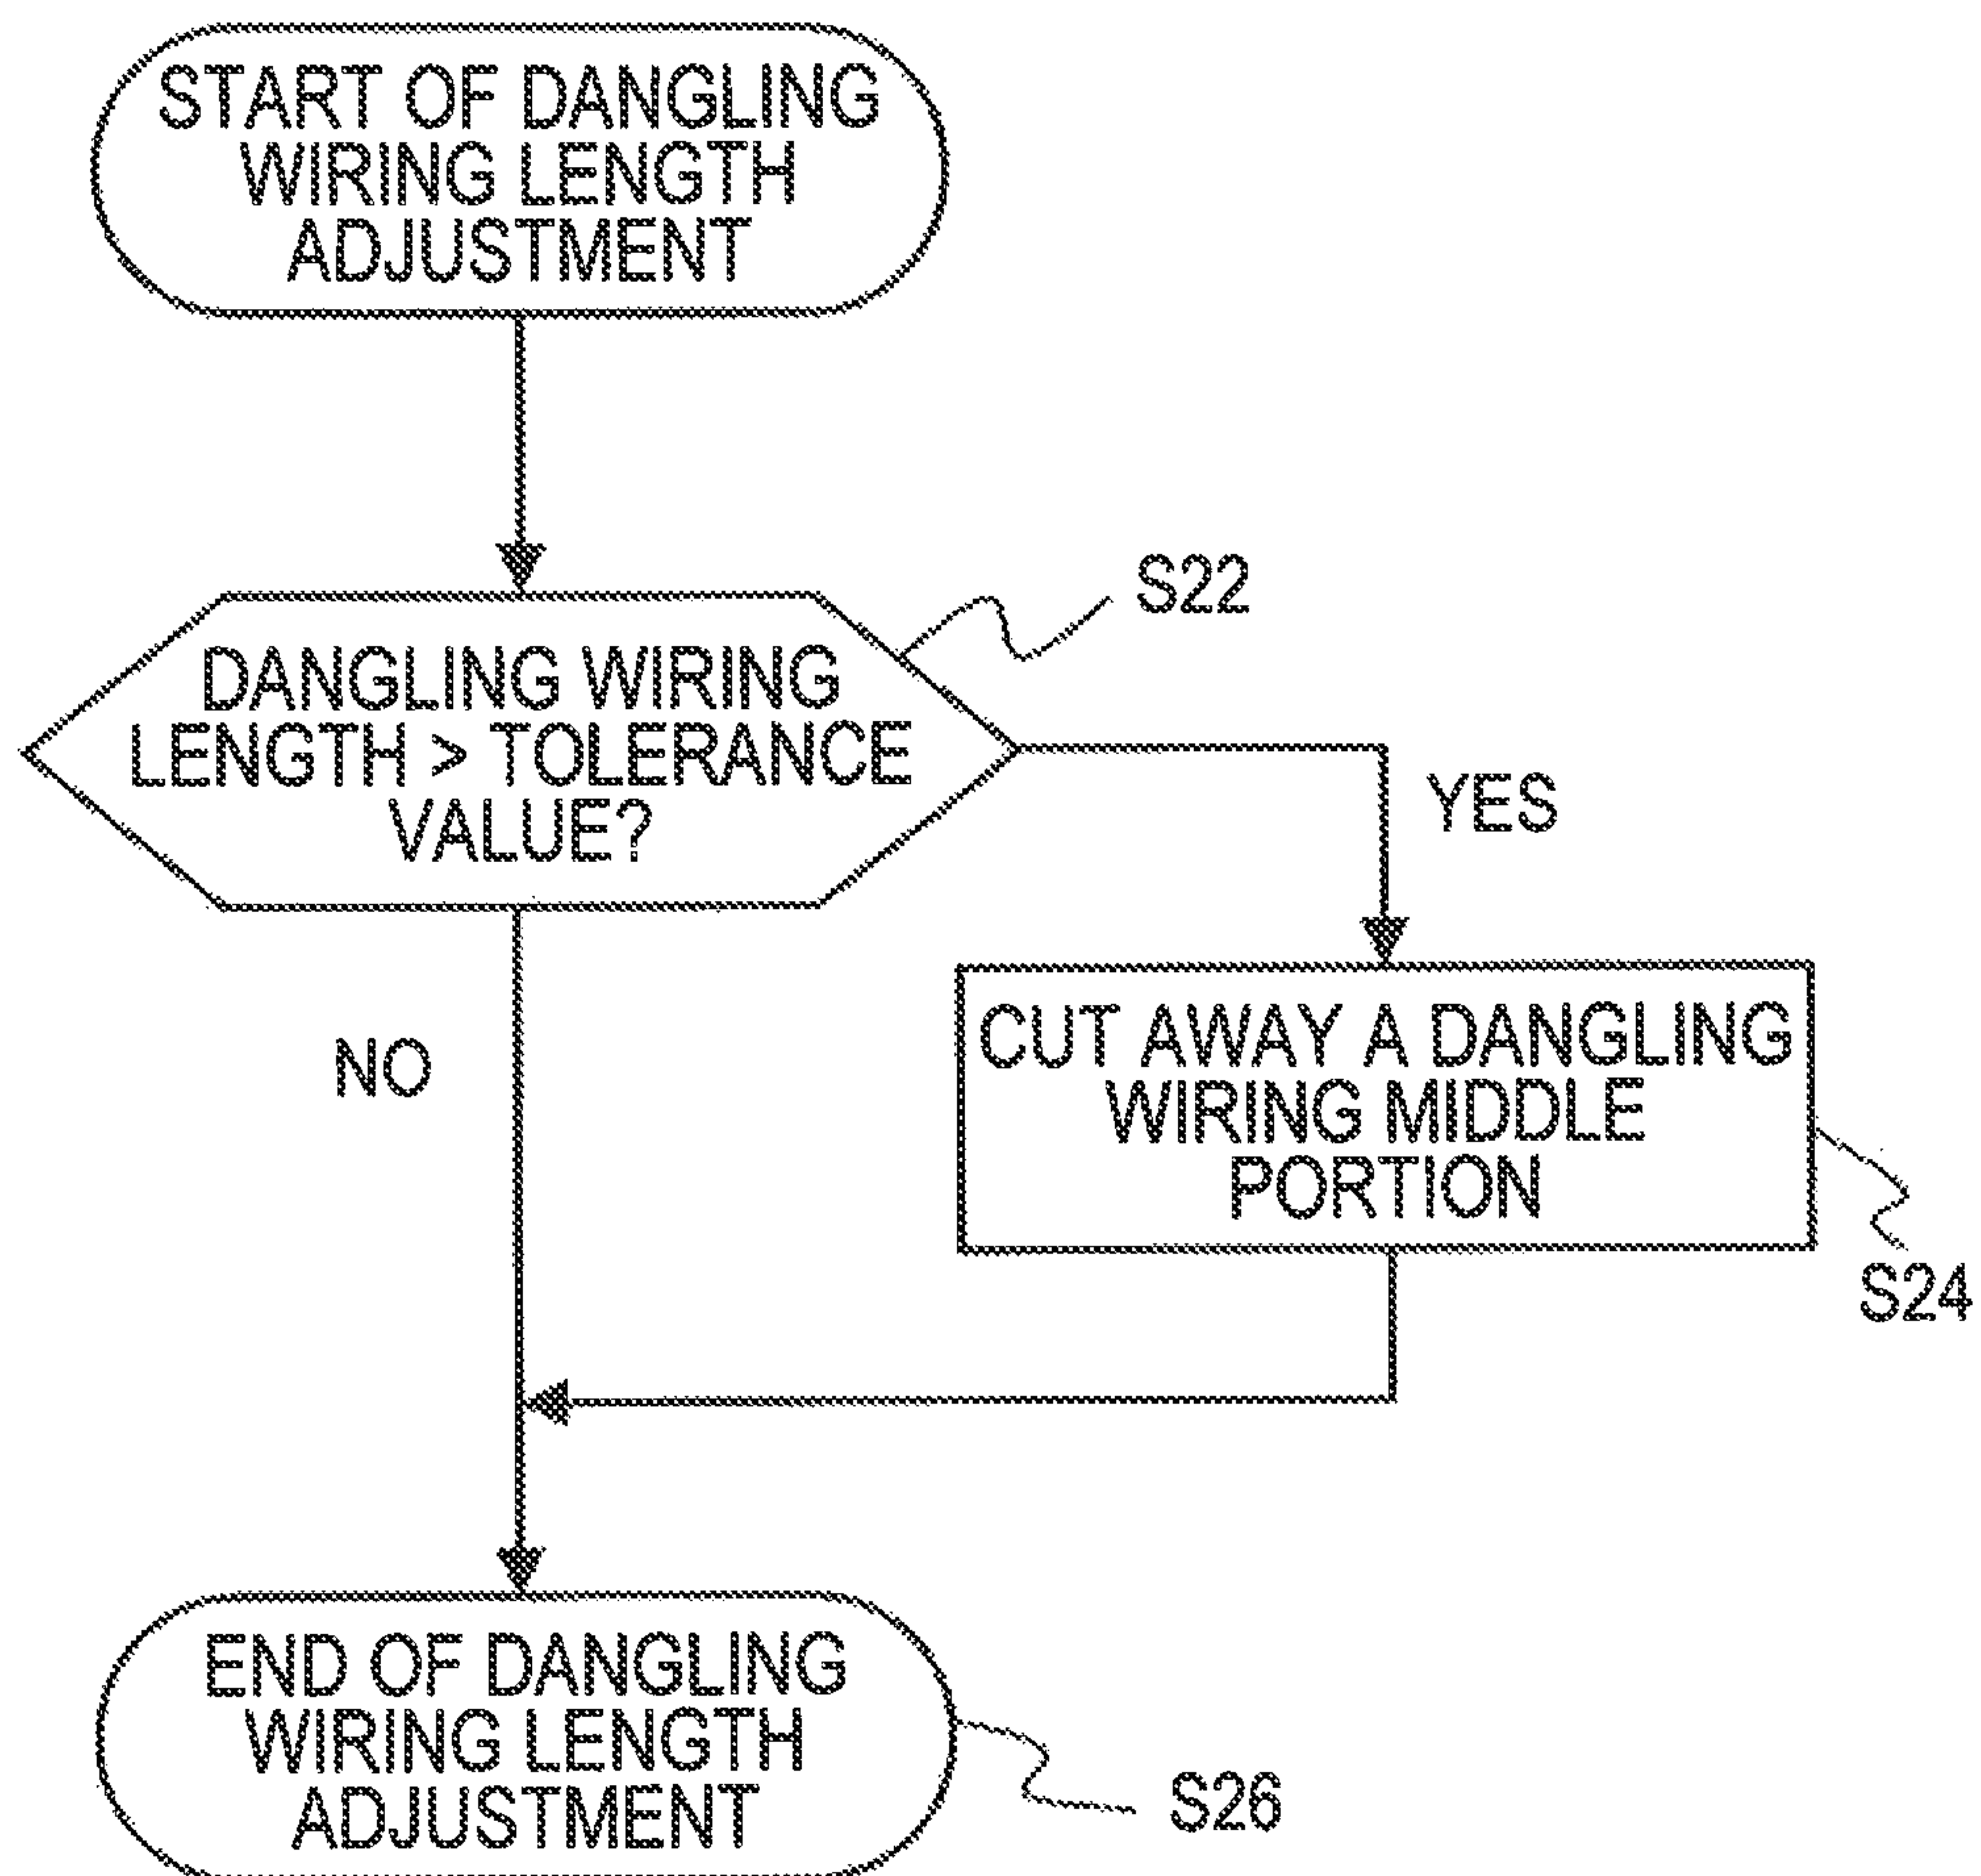 START OF DANGLING
WIRING LENGTH
ADJUSTMENT
S22
DANGLING WIRING
LENGTH > TOLERANCE
VALUE?
YES
NO
CUT AWAY A DANGLING
WIRING MIDDLE
PORTION
S24
END OF DANGLING
WIRING LENGTH
ADJUSTMENT
S26